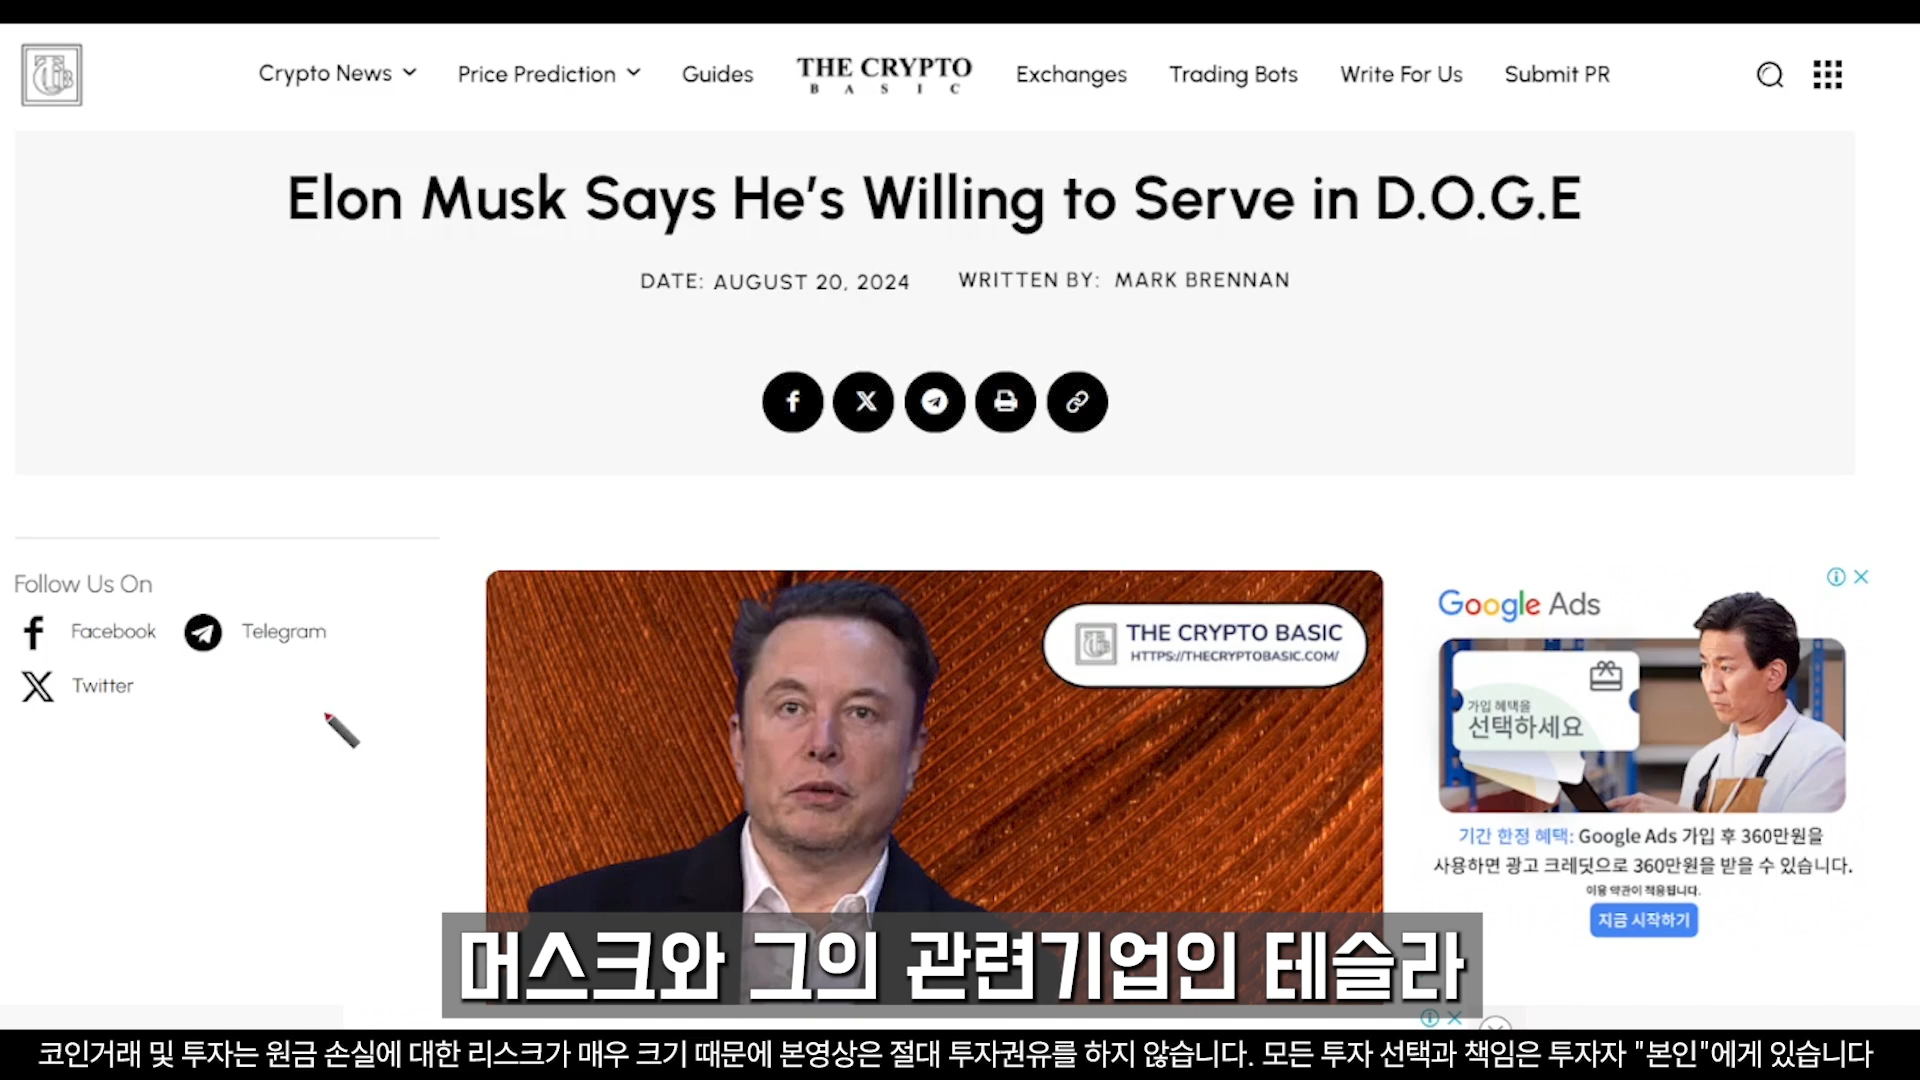 Crypto News
Price Prediction
Guides
THE CRYPTO
BASIC
Exchanges
Trading Bots
Write For Us
Submit PR
Elon Musk Says He's Willing to Serve in D.O.G.E
DATE: AUGUST 20, 2024
WRITTEN BY: MARK BRENNAN
Follow Us On
Facebook
Telegram
Twitter
THE CRYPTO BASIC
HTTPS://THECRYPTOBASIC.COM/
Google Ads
가입 혜택을
선택하세요
기간 한정 혜택: Google Ads 가입 후 360만원을
사용하면 광고 크레딧으로 360만원을 받을 수 있습니다.
이용 약관이 적용됩니다.
지금 시작하기
머스크와 그의 관련기업인 테슬라
코인거래 및 투자는 원금 손실에 대한 리스크가 매우 크기 때문에 본영상은 절대 투자권유를 하지 않습니다. 모든 투자 선택과 책임은 투자자 "본인"에게 있습니다